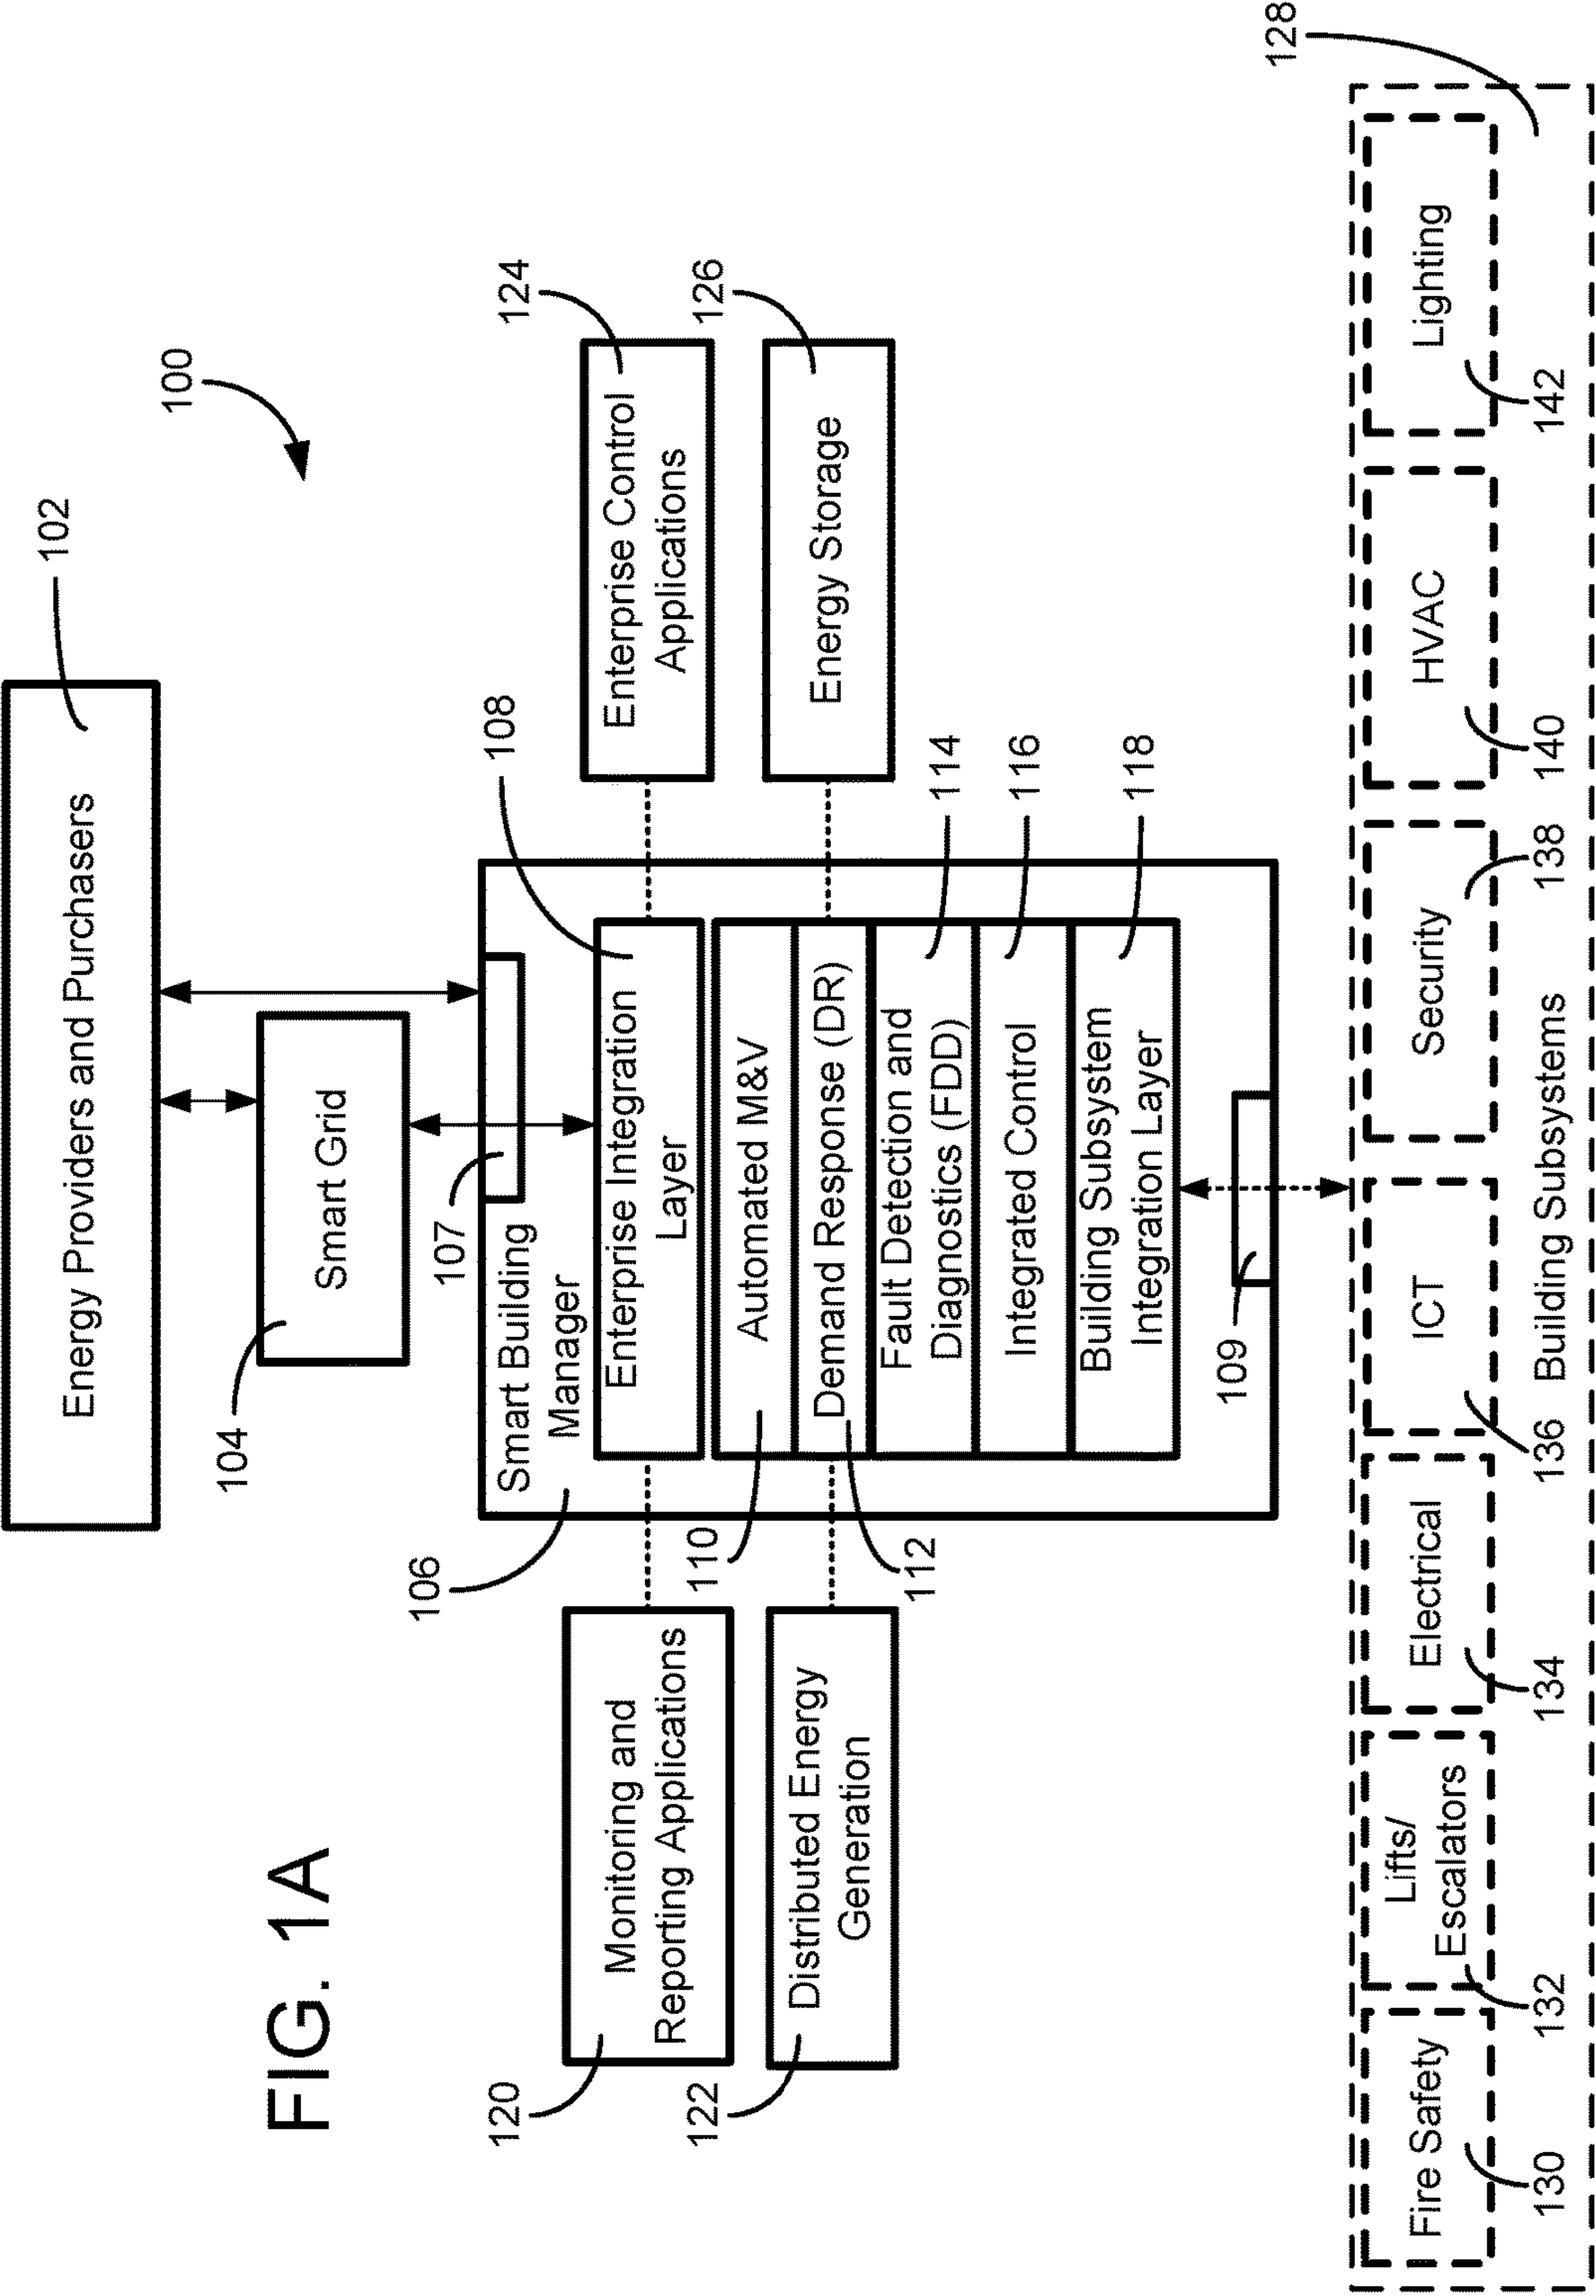 FIG. 1A
100
Energy Providers and Purchasers
102
Smart Grid
104
107
Smart Building
Manager
106
108
Enterprise Integration
Layer
Automated M&V
110
Demand Response (DR)
112
Fault Detection and
Diagnostics (FDD)
114
Integrated Control
116
Building Subsystem
Integration Layer
118
109
Monitoring and
Reporting Applications
120
Distributed Energy
Generation
122
Enterprise Control
Applications
124
Energy Storage
126
128
Fire Safety
130
Lifts/
Escalators
132
Electrical
134
ICT
136
Security
138
HVAC
140
Lighting
142
Building Subsystems